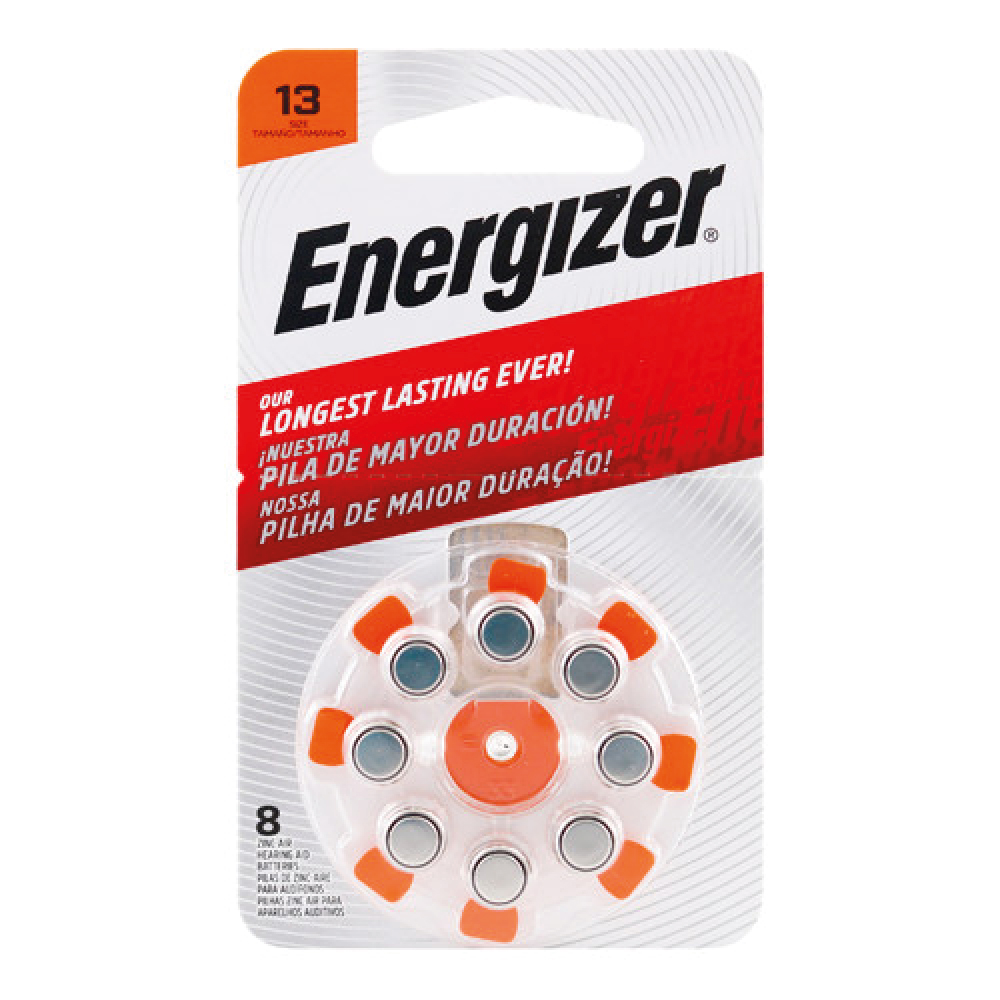 13
SIZE
TAMAÑO/TAMANHO
Energizer®
OUR
LONGEST LASTING EVER!
¡NUESTRA
PILA DE MAYOR DURACIÓN!
NOSSA
PILHA DE MAIOR DURAÇÃO!
8
ZINC AIR
HEARING AID
BATTERIES
PILAS DE ZINC AIRE
PARA AUDÍFONOS
PILHAS ZINC AIR PARA
APARELHOS AUDITIVOS